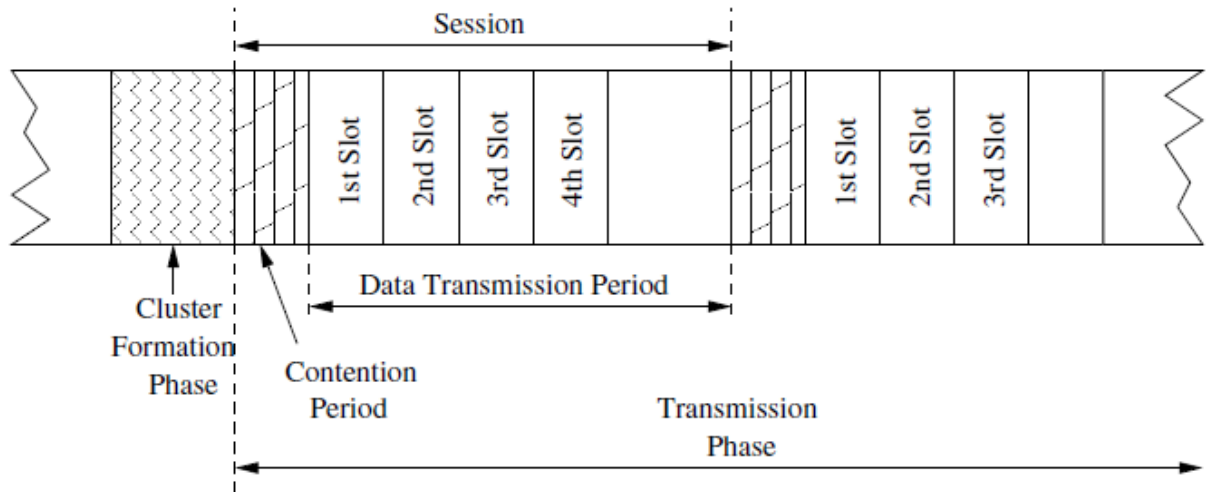 Session
1st Slot
2nd Slot
3rd Slot
4th Slot
1st Slot
2nd Slot
3rd Slot
Data Transmission Period
Cluster
Formation
Phase
Contention
Period
Transmission
Phase